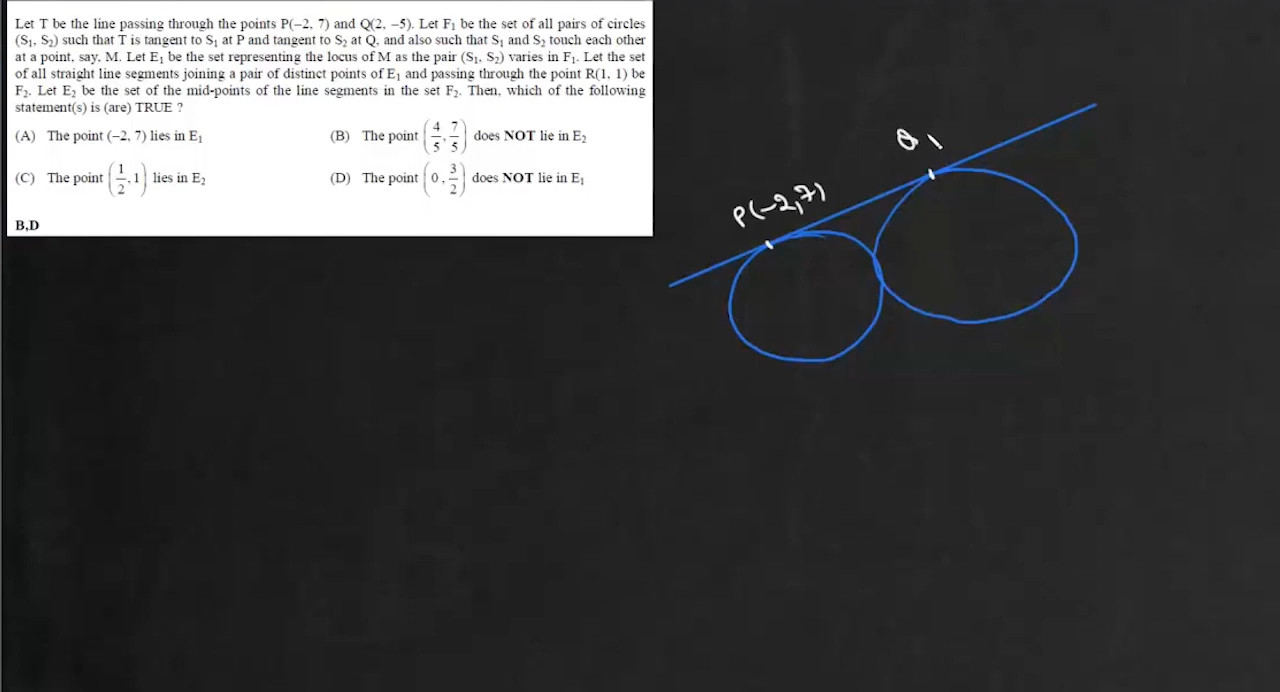 Let T be the line passing through the points P(−2, 7) and Q(2, −5). Let F₁ be the set of all pairs of circles
(S₁, S₂) such that T is tangent to S₁ at P and tangent to S₂ at Q, and also such that S₁ and S₂ touch each other
at a point, say, M. Let E₁ be the set representing the locus of M as the pair (S₁, S₂) varies in F₁. Let the set
of all straight line segments joining a pair of distinct points of E₁ and passing through the point R(1, 1) be
F₂. Let E₂ be the set of the mid-points of the line segments in the set F₂. Then, which of the following
statement(s) is (are) TRUE ?
(A) The point (−2, 7) lies in E₁ (B) The point (4/5, 7/5) does NOT lie in E₂
(C) The point (1/2, 1) lies in E₂ (D) The point (0, 3/2) does NOT lie in E₁
B,D
Q,
P(-2,7)